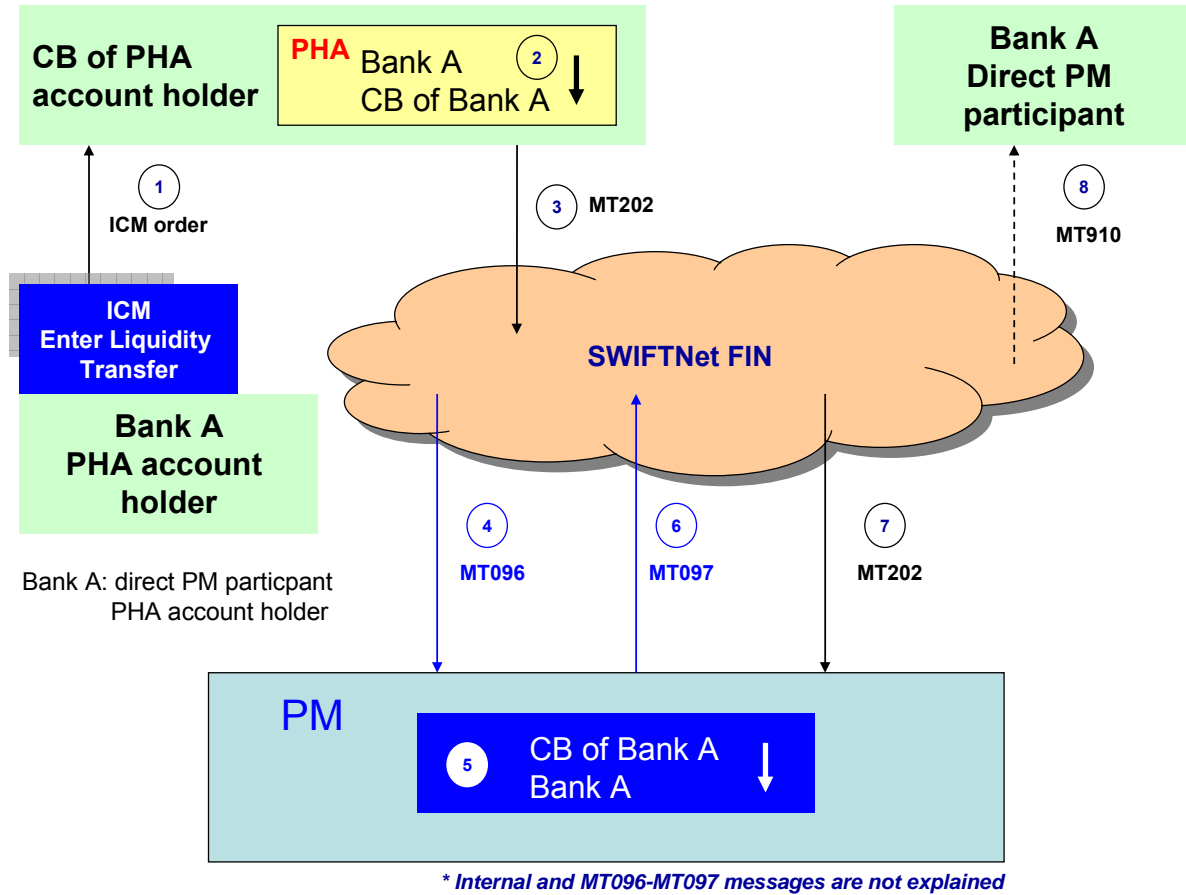 CB of PHA
account holder
PHA
Bank A
CB of Bank A
2
Bank A
Direct PM
participant
1
ICM order
3
MT202
8
MT910
ICM
Enter Liquidity
Transfer
SWIFTNet FIN
Bank A
PHA account
holder
4
MT096
6
MT097
7
MT202
Bank A: direct PM particpant
PHA account holder
PM
5
CB of Bank A
Bank A
* Internal and MT096-MT097 messages are not explained